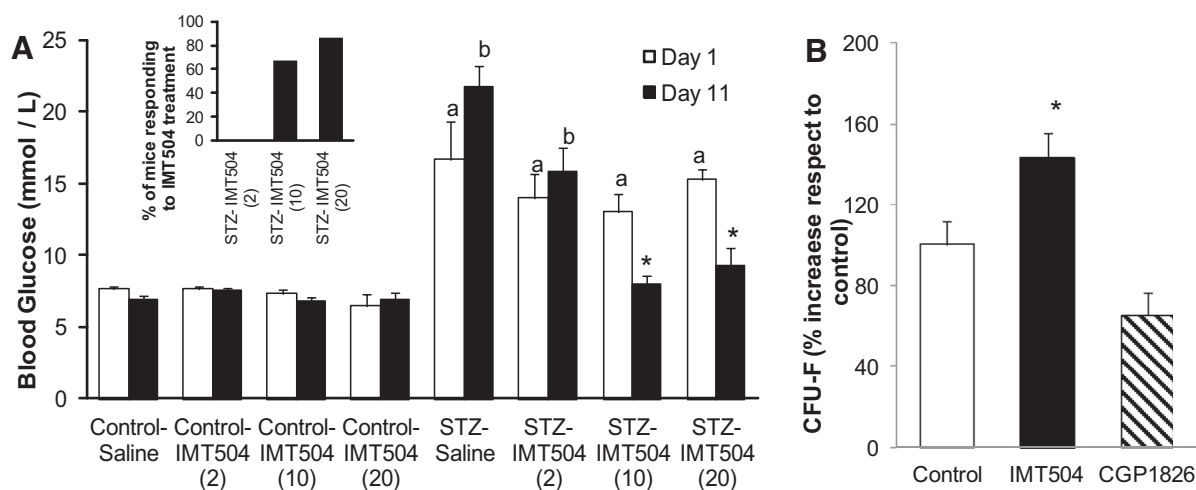 A
25
20
15
10
5
0
Blood Glucose (mmol / L)
100
80
60
40
20
0
% of mice responding
to IMT504 treatment
STZ- IMT504
(2)
STZ- IMT504
(10)
STZ- IMT504
(20)
Day 1
Day 11
a
b
a
b
a
*
a
*
Control-
Saline
Control-
IMT504
(2)
Control-
IMT504
(10)
Control-
IMT504
(20)
STZ-
Saline
STZ-
IMT504
(2)
STZ-
IMT504
(10)
STZ-
IMT504
(20)
B
200
160
120
80
40
0
CFU-F (% increaese respect to
control)
*
Control
IMT504
CGP1826